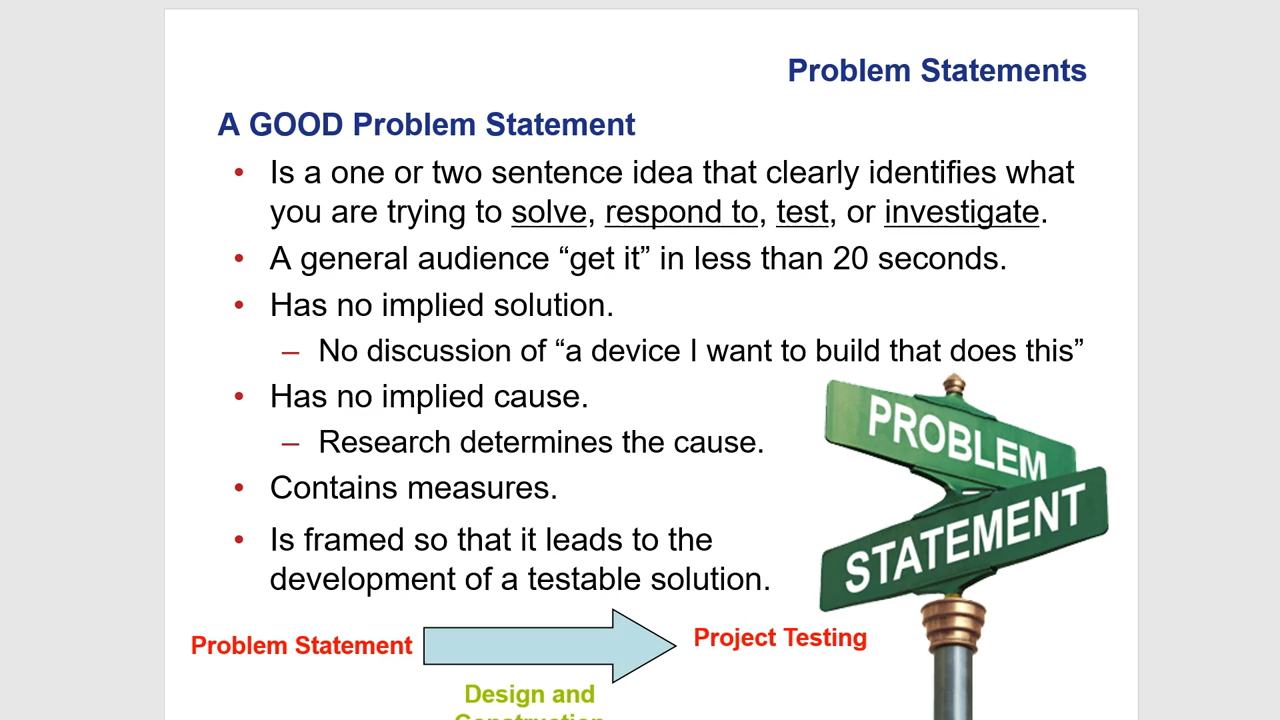 Problem Statements
A GOOD Problem Statement
• Is a one or two sentence idea that clearly identifies what
you are trying to solve, respond to, test, or investigate.
• A general audience “get it” in less than 20 seconds.
• Has no implied solution.
– No discussion of “a device I want to build that does this”
• Has no implied cause.
– Research determines the cause.
• Contains measures.
• Is framed so that it leads to the
development of a testable solution.
PROBLEM
STATEMENT
Problem Statement
Project Testing
Design and
Construction